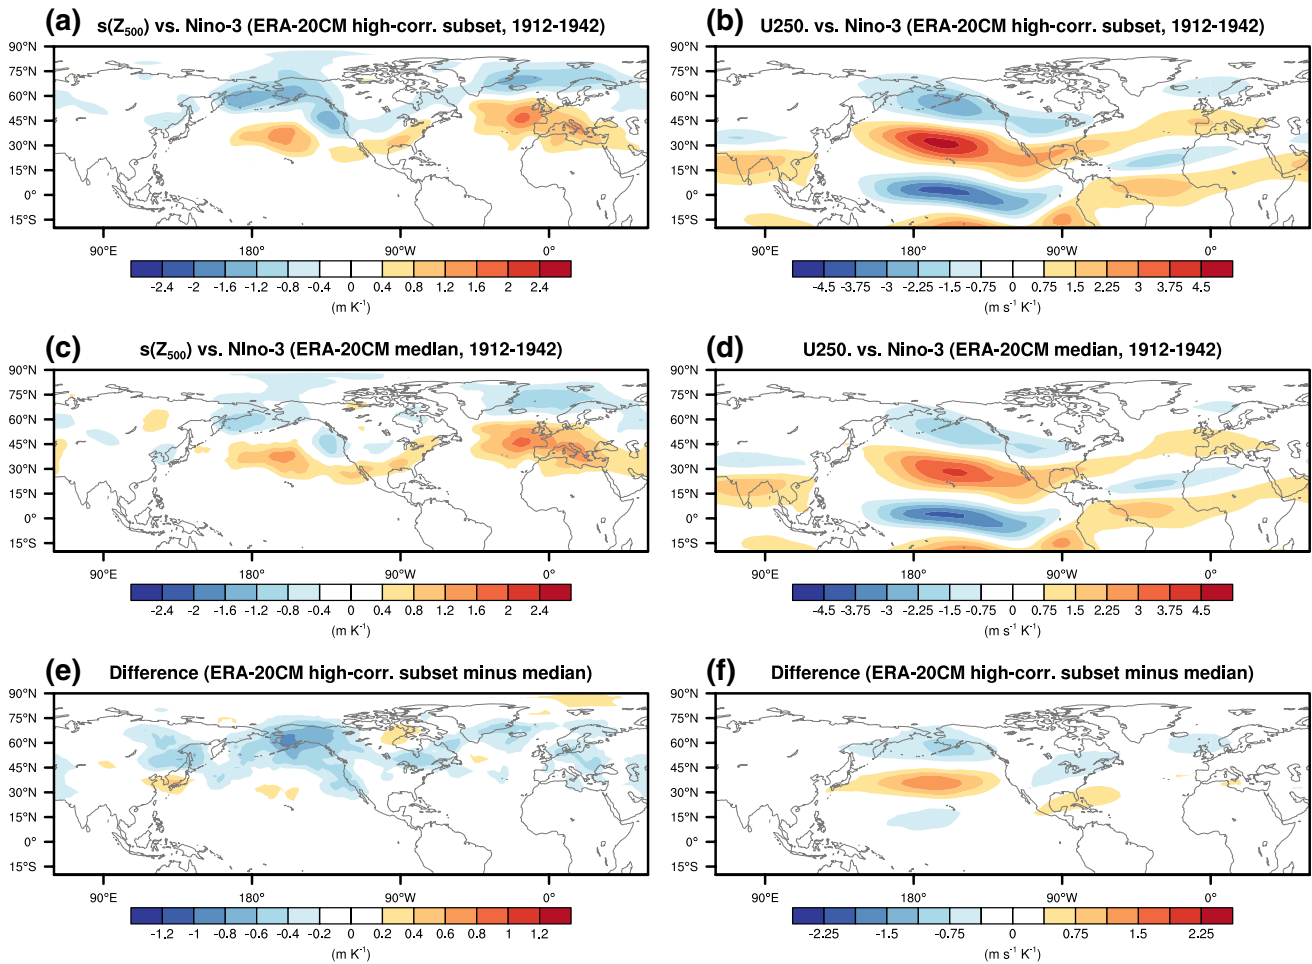 (a) s(Z500) vs. Nino-3 (ERA-20CM high-corr. subset, 1912-1942)
90°N
75°N
60°N
45°N
30°N
15°N
0°
15°S
90°E 180° 90°W 0°
-2.4 -2 -1.6 -1.2 -0.8 -0.4 0 0.4 0.8 1.2 1.6 2 2.4
(m K-1)
(b) U250. vs. Nino-3 (ERA-20CM high-corr. subset, 1912-1942)
90°N
75°N
60°N
45°N
30°N
15°N
0°
15°S
90°E 180° 90°W 0°
-4.5 -3.75 -3 -2.25 -1.5 -0.75 0 0.75 1.5 2.25 3 3.75 4.5
(m s-1 K-1)
(c) s(Z500) vs. NIno-3 (ERA-20CM medIan, 1912-1942)
90°N
75°N
60°N
45°N
30°N
15°N
0°
15°S
90°E 180° 90°W 0°
-2.4 -2 -1.6 -1.2 -0.8 -0.4 0 0.4 0.8 1.2 1.6 2 2.4
(m K-1)
(d) U250. vs. Nino-3 (ERA-20CM median, 1912-1942)
90°N
75°N
60°N
45°N
30°N
15°N
0°
15°S
90°E 180° 90°W 0°
-4.5 -3.75 -3 -2.25 -1.5 -0.75 0 0.75 1.5 2.25 3 3.75 4.5
(m s-1 K-1)
(e) Difference (ERA-20CM high-corr. subset minus median)
90°N
75°N
60°N
45°N
30°N
15°N
0°
15°S
90°E 180° 90°W 0°
-1.2 -1 -0.8 -0.6 -0.4 -0.2 0 0.2 0.4 0.6 0.8 1 1.2
(m K-1)
(f) Difference (ERA-20CM high-corr. subset minus median)
90°N
75°N
60°N
45°N
30°N
15°N
0°
15°S
90°E 180° 90°W 0°
-2.25 -1.5 -0.75 0 0.75 1.5 2.25
(m s-1 K-1)